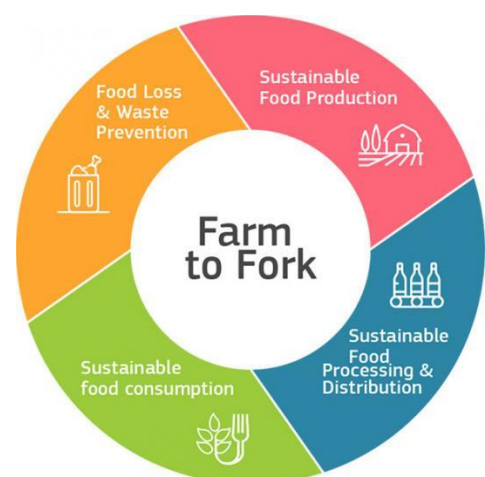 Food Loss
& Waste
Prevention
Sustainable
Food Production
Farm
to Fork
Sustainable
Food
Processing &
Distribution
Sustainable
food consumption